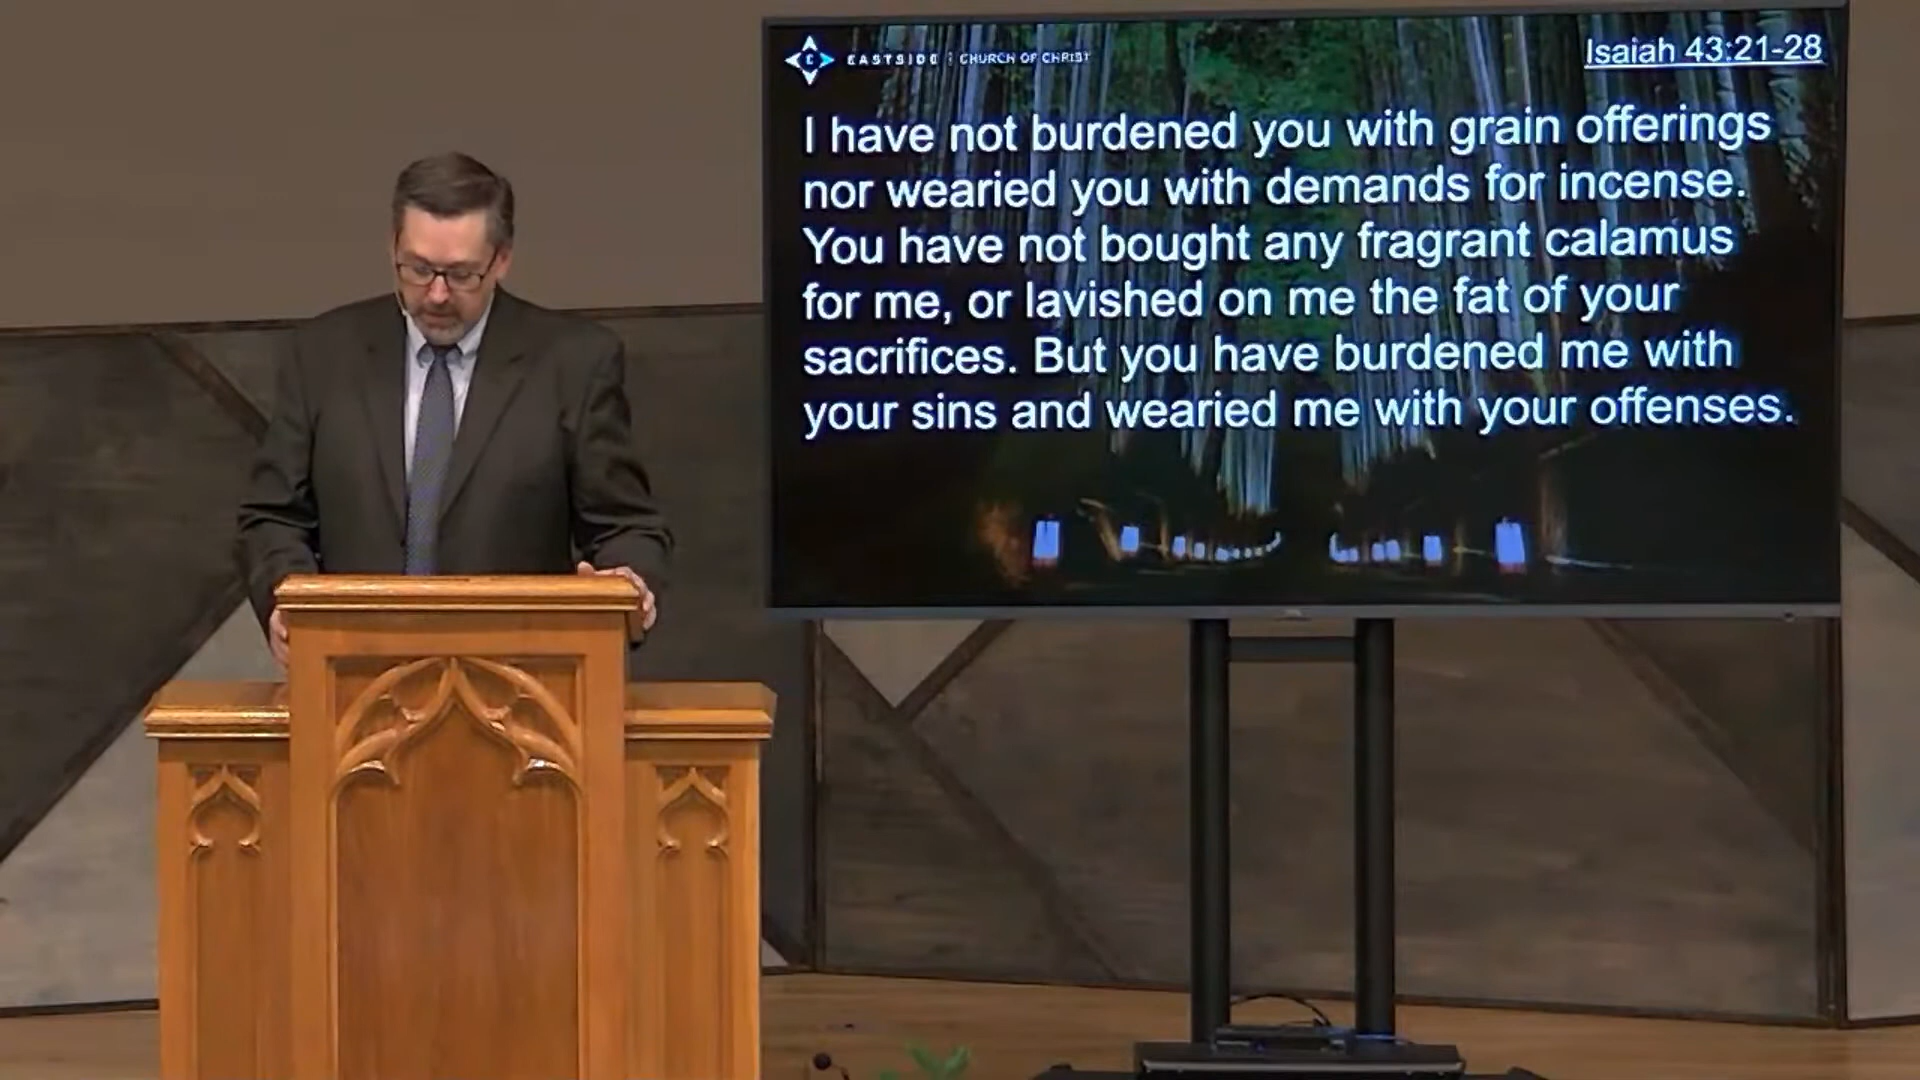 EASTSIDE | CHURCH OF CHRIST
Isaiah 43:21-28
I have not burdened you with grain offerings
nor wearied you with demands for incense.
You have not bought any fragrant calamus
for me, or lavished on me the fat of your
sacrifices. But you have burdened me with
your sins and wearied me with your offenses.